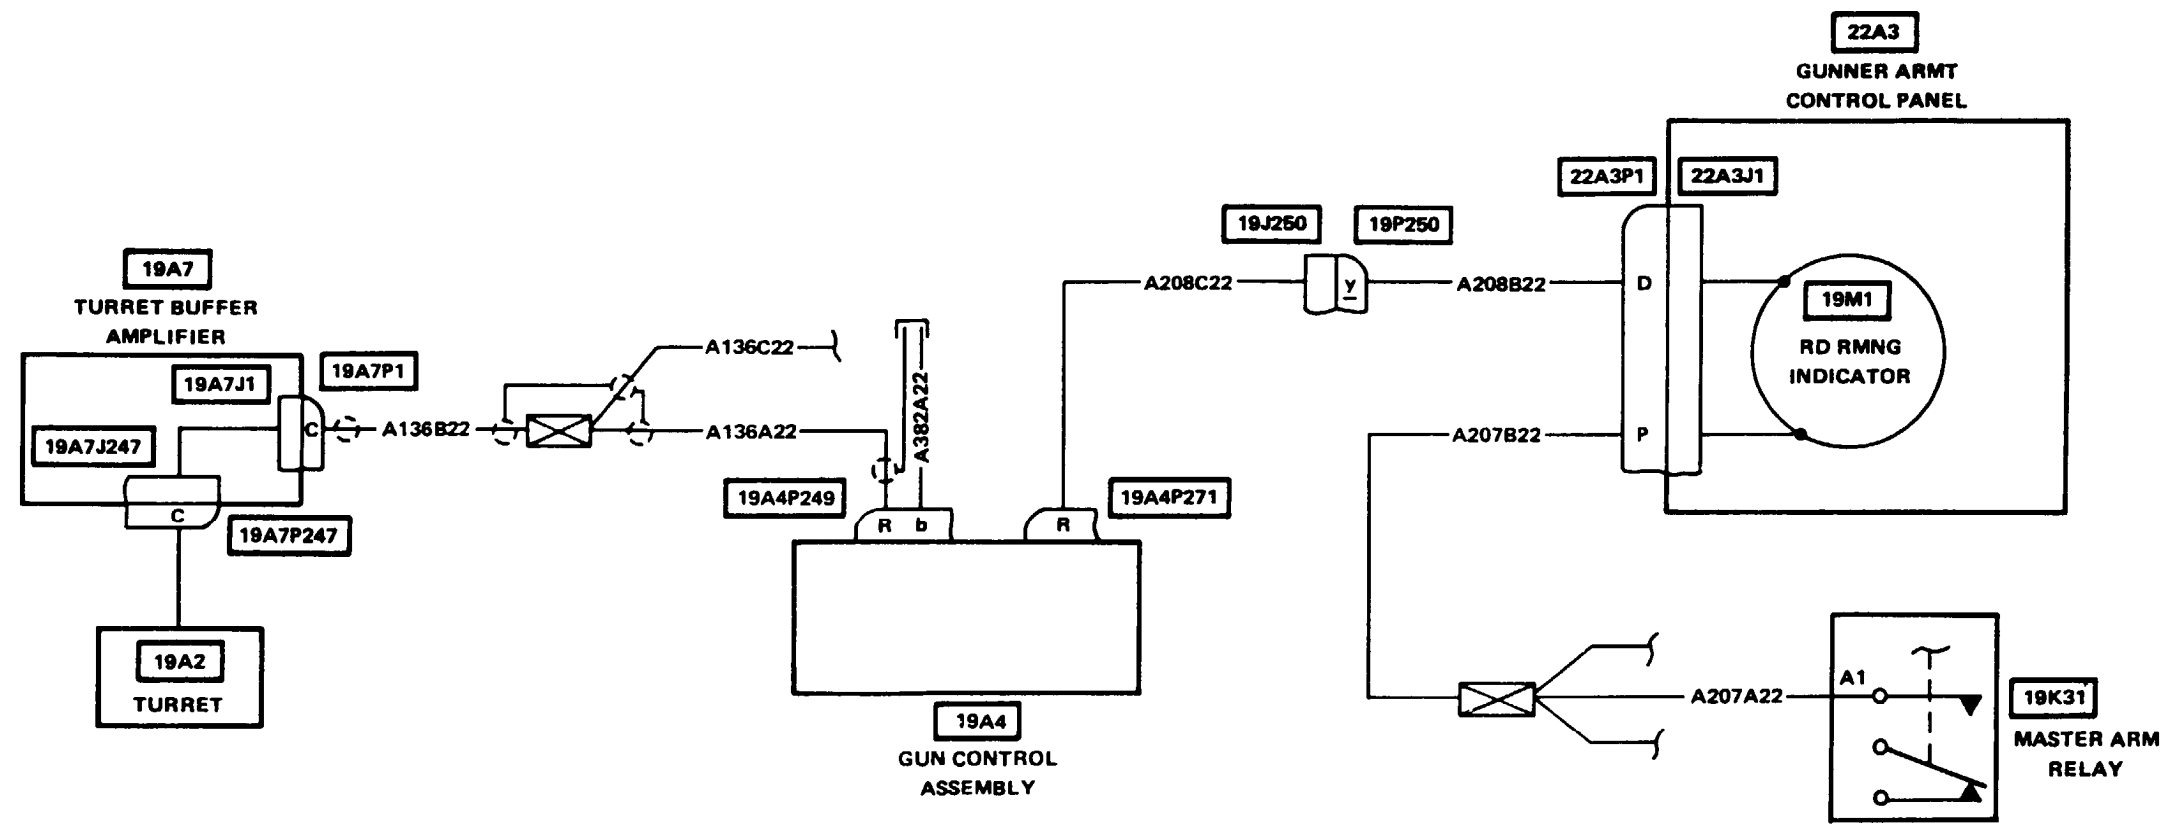 22A3
GUNNER ARMT
CONTROL PANEL
22A3P1
22A3J1
19J250
19P250
19A7
TURRET BUFFER
AMPLIFIER
A208C22
y
A208B22
D
19M1
RD RMNG
INDICATOR
A136C22
19A7J1
19A7P1
A382A22
C
A136B22
A136A22
A207B22
P
19A7J247
19A4P249
19A4P271
C
R
b
R
19A7P247
19A2
TURRET
A1
A207A22
19K31
19A4
MASTER ARM
RELAY
GUN CONTROL
ASSEMBLY